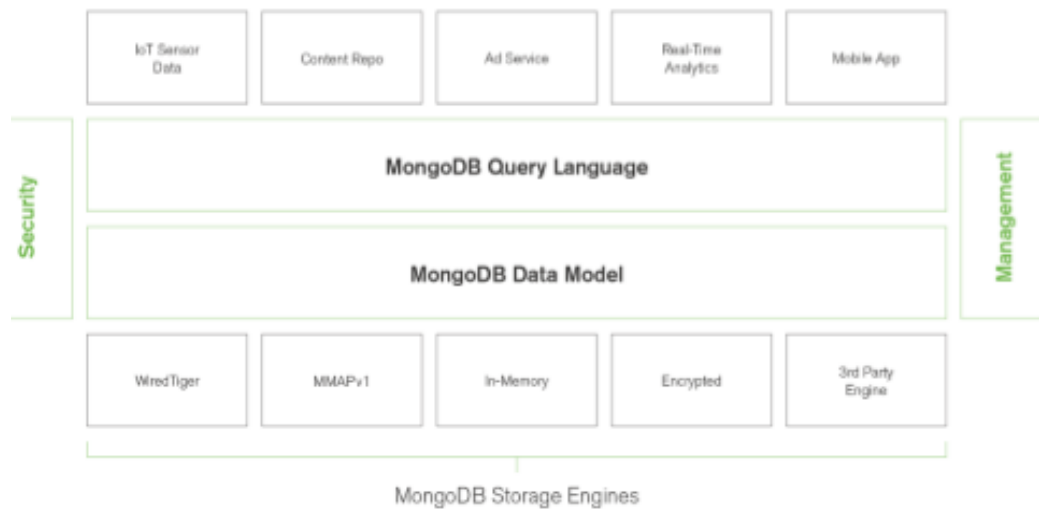 IoT Sensor
Data
Content Repo
Ad Service
Real-Time
Analytics
Mobile App
Security
MongoDB Query Language
MongoDB Data Model
Management
WiredTiger
MMAPv1
In-Memory
Encrypted
3rd Party
Engine
MongoDB Storage Engines